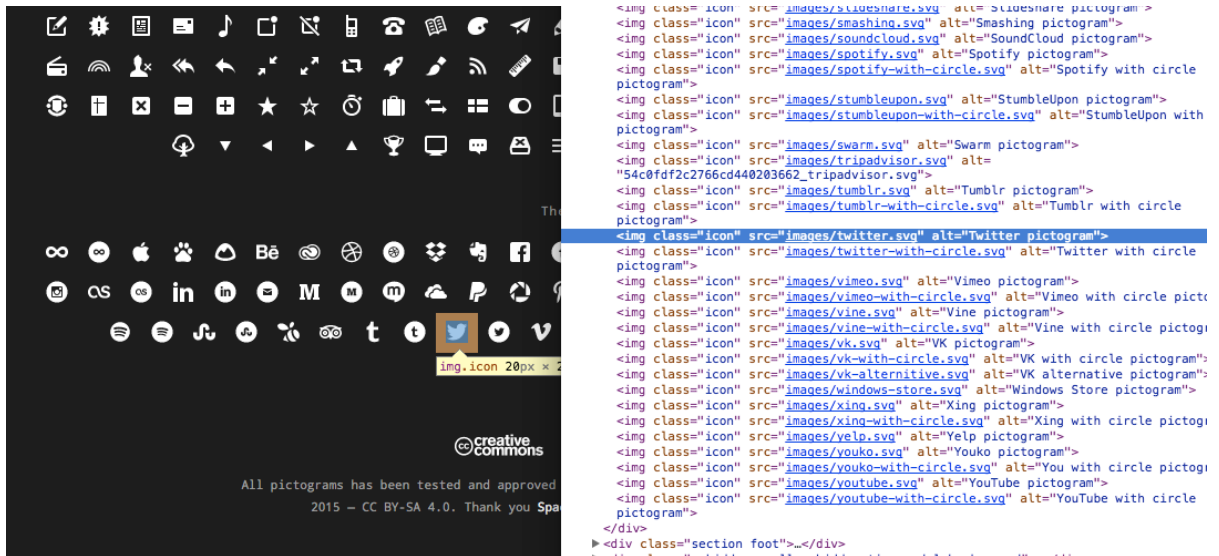 The
Bē
img.icon 20px × 2
cc creative
commons
All pictograms has been tested and approved
2015 — CC BY-SA 4.0. Thank you Spa
<img class="icon" src="images/slideshare.svg" alt="Slideshare pictogram">
<img class="icon" src="images/smashing.svg" alt="Smashing pictogram">
<img class="icon" src="images/soundcloud.svg" alt="SoundCloud pictogram">
<img class="icon" src="images/spotify.svg" alt="Spotify pictogram">
<img class="icon" src="images/spotify-with-circle.svg" alt="Spotify with circle
pictogram">
<img class="icon" src="images/stumbleupon.svg" alt="StumbleUpon pictogram">
<img class="icon" src="images/stumbleupon-with-circle.svg" alt="StumbleUpon with
pictogram">
<img class="icon" src="images/swarm.svg" alt="Swarm pictogram">
<img class="icon" src="images/tripadvisor.svg" alt=
"54c0fdf2c2766cd440203662_tripadvisor.svg">
<img class="icon" src="images/tumblr.svg" alt="Tumblr pictogram">
<img class="icon" src="images/tumblr-with-circle.svg" alt="Tumblr with circle
pictogram">
<img class="icon" src="images/twitter.svg" alt="Twitter pictogram">
<img class="icon" src="images/twitter-with-circle.svg" alt="Twitter with circle
pictogram">
<img class="icon" src="images/vimeo.svg" alt="Vimeo pictogram">
<img class="icon" src="images/vimeo-with-circle.svg" alt="Vimeo with circle picto
<img class="icon" src="images/vine.svg" alt="Vine pictogram">
<img class="icon" src="images/vine-with-circle.svg" alt="Vine with circle pictogr
<img class="icon" src="images/vk.svg" alt="VK pictogram">
<img class="icon" src="images/vk-with-circle.svg" alt="VK with circle pictogram">
<img class="icon" src="images/vk-alternitive.svg" alt="VK alternative pictogram">
<img class="icon" src="images/windows-store.svg" alt="Windows Store pictogram">
<img class="icon" src="images/xing.svg" alt="Xing pictogram">
<img class="icon" src="images/xing-with-circle.svg" alt="Xing with circle pictogr
<img class="icon" src="images/yelp.svg" alt="Yelp pictogram">
<img class="icon" src="images/youko.svg" alt="Youko pictogram">
<img class="icon" src="images/youko-with-circle.svg" alt="You with circle pictogr
<img class="icon" src="images/youtube.svg" alt="YouTube pictogram">
<img class="icon" src="images/youtube-with-circle.svg" alt="YouTube with circle
pictogram">
</div>
▶<div class="section foot">…</div>